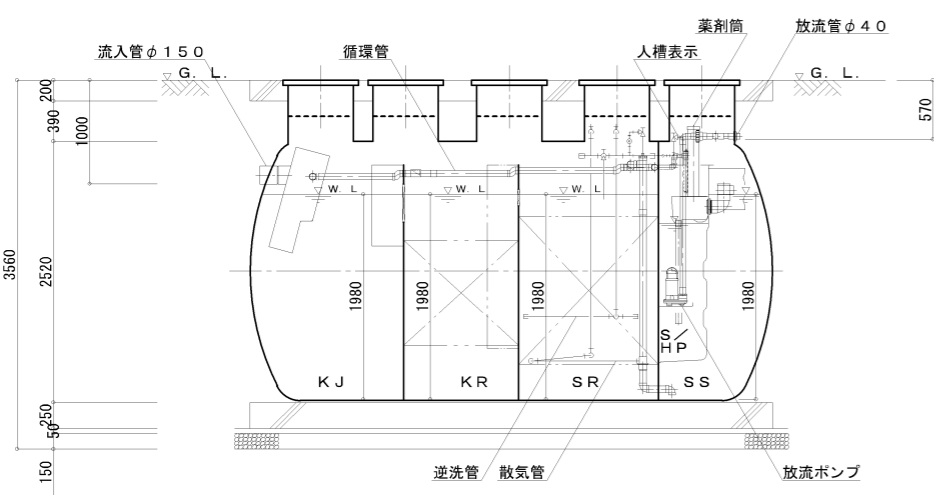 薬剤筒
放流管φ40
流入管φ150
循環管
人槽表示
G. L.
G. L.
200
390
1000
570
W. L
W. L
W. L
3560
2520
1980
1980
1980
1980
S/
HP
KJ
KR
SR
SS
250
50
150
逆洗管
散気管
放流ポンプ